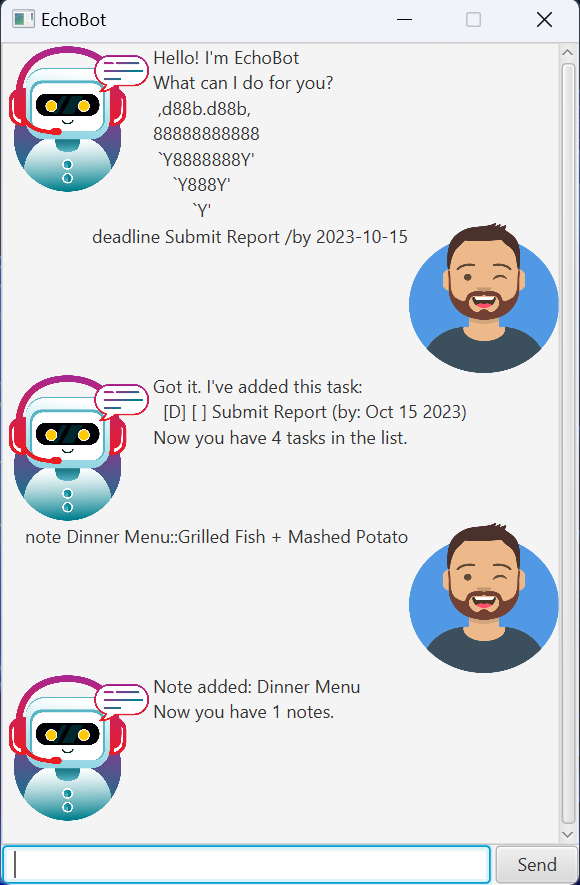 EchoBot
Hello! I'm EchoBot
What can I do for you?
,d88b.d88b,
88888888888
`Y8888888Y'
`Y888Y'
`Y'
deadline Submit Report /by 2023-10-15
Got it. I've added this task:
[D] [ ] Submit Report (by: Oct 15 2023)
Now you have 4 tasks in the list.
note Dinner Menu::Grilled Fish + Mashed Potato
Note added: Dinner Menu
Now you have 1 notes.
Send